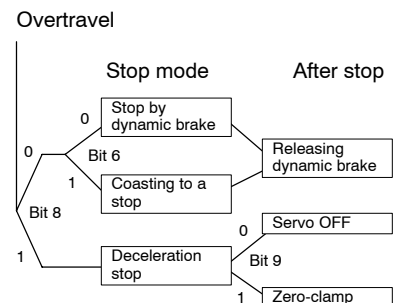 Overtravel
Stop mode
After stop
0
Stop by
dynamic brake
0
Bit 6
Releasing
dynamic brake
1
Coasting to a
stop
Bit 8
Servo OFF
0
1
Deceleration
stop
Bit 9
1
Zero-clamp